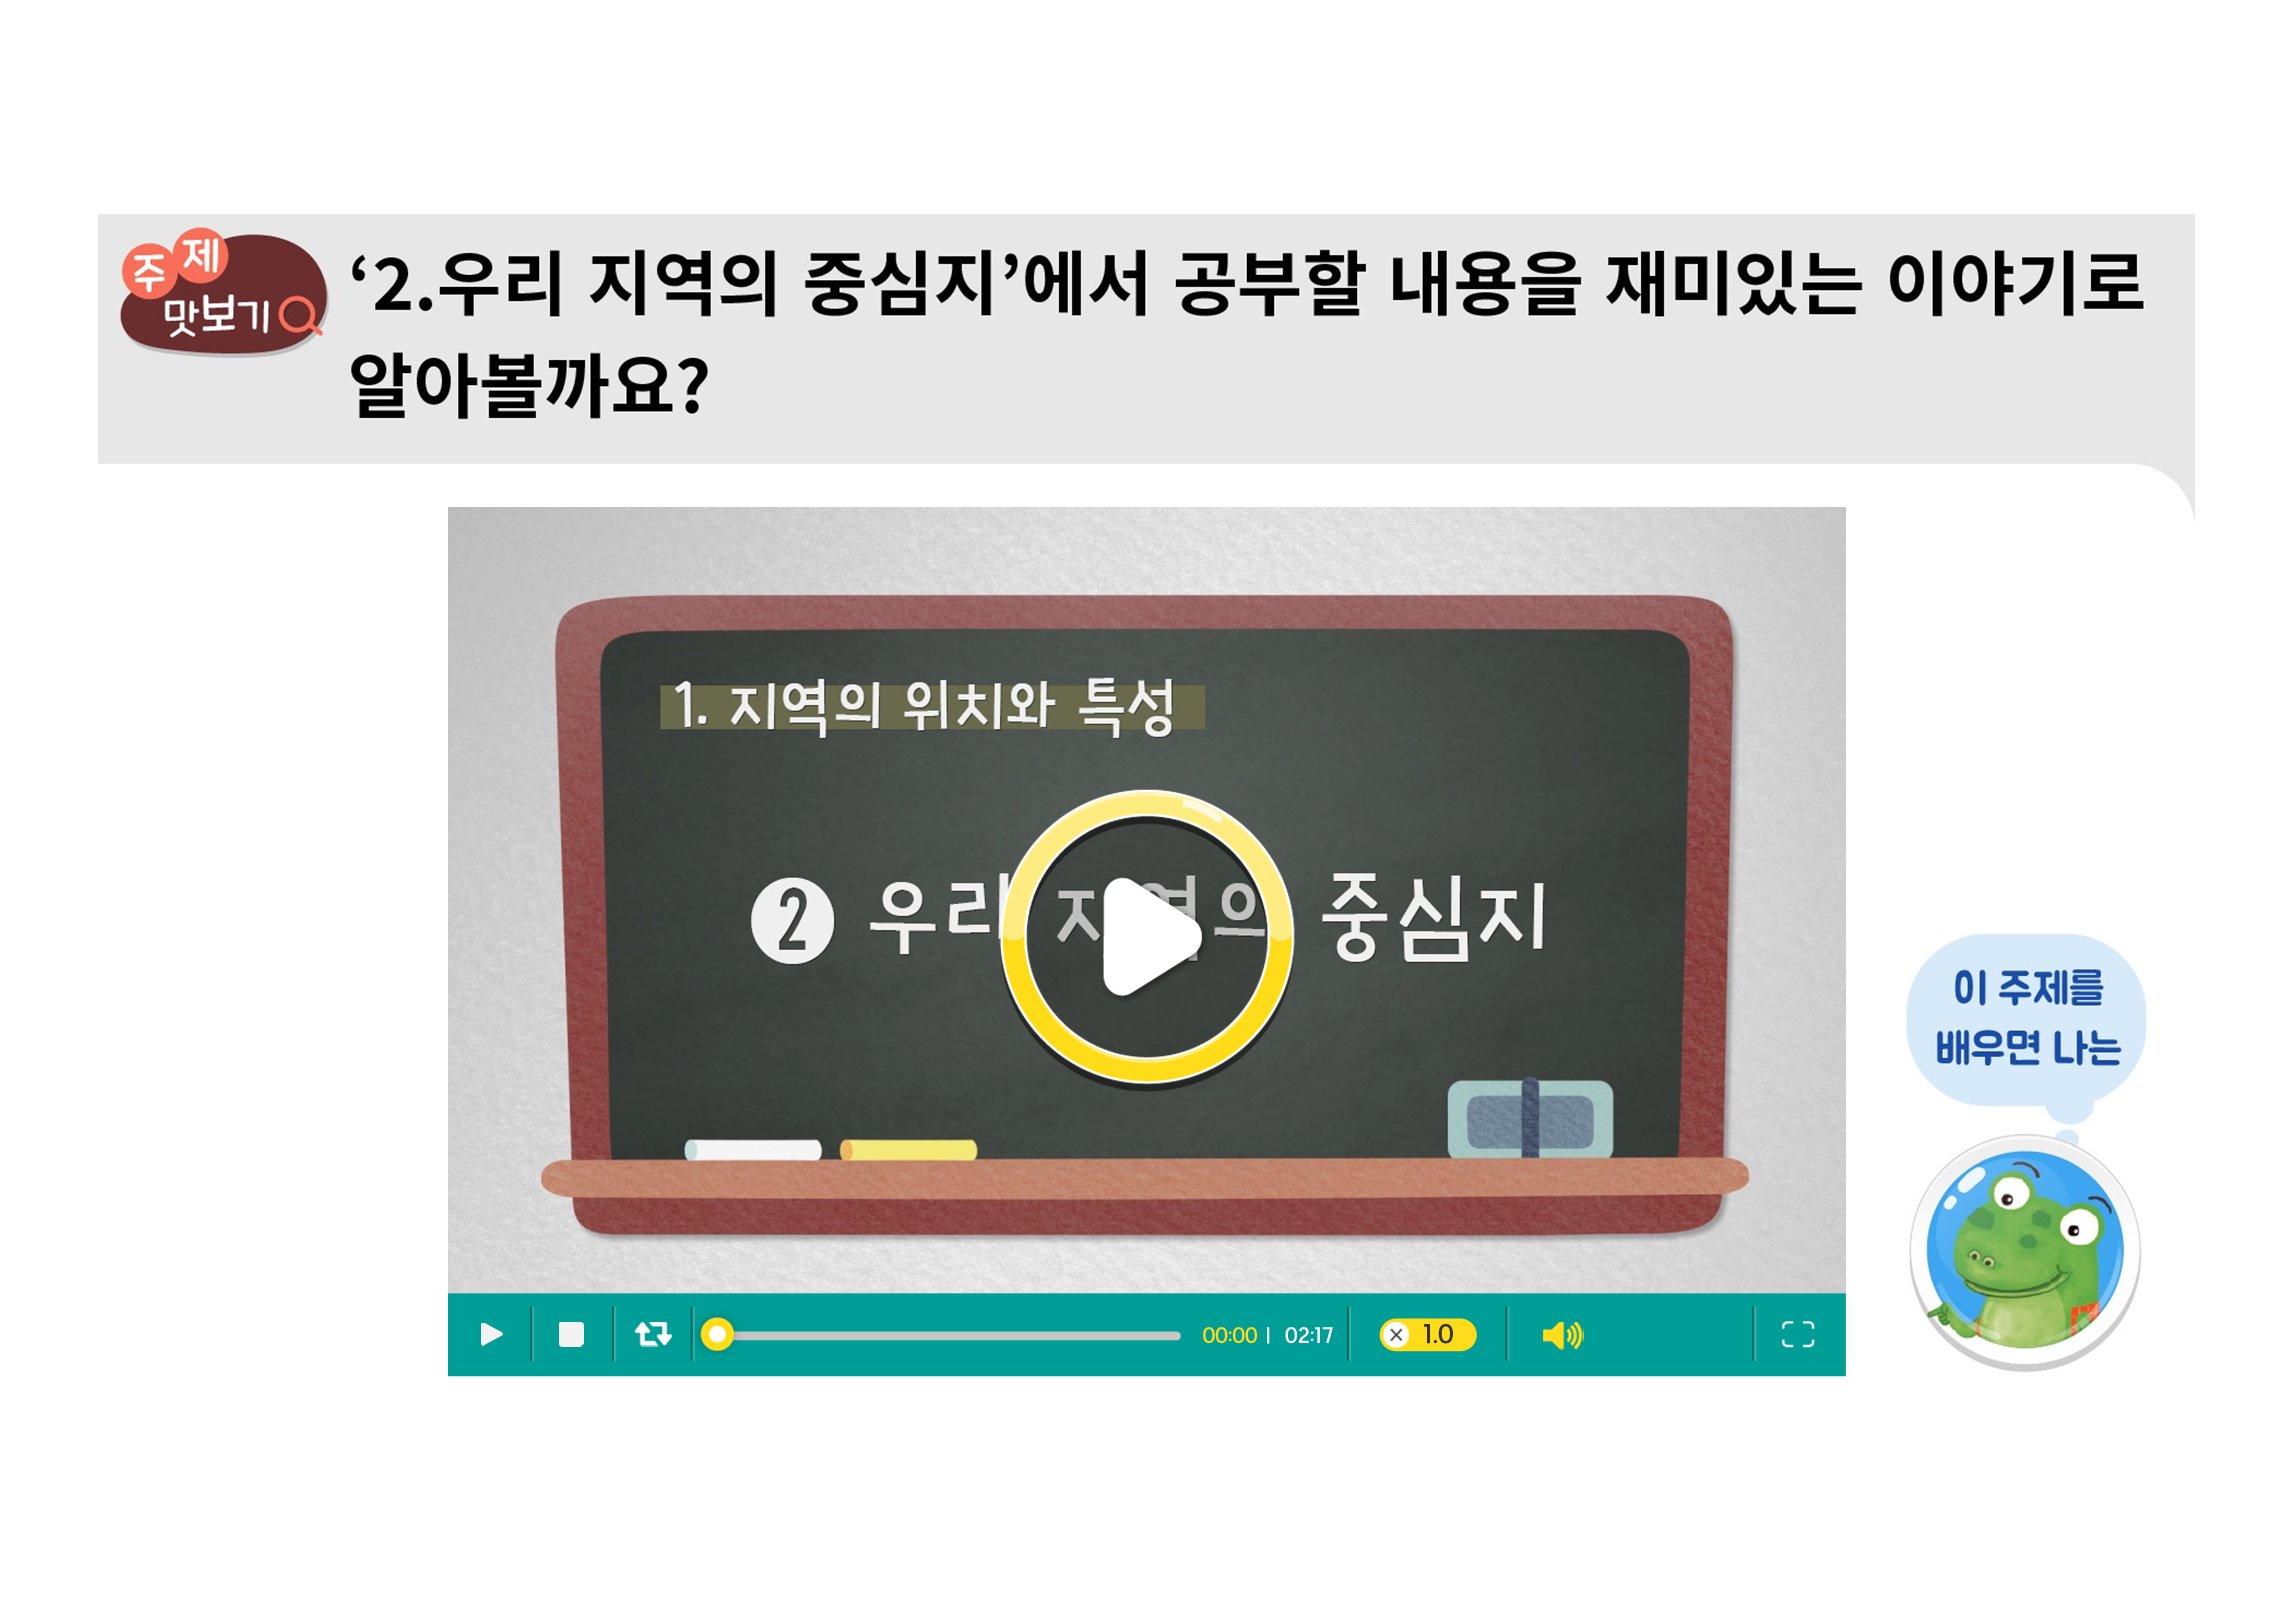 주제
맛보기
‘2.우리 지역의 중심지’에서 공부할 내용을 재미있는 이야기로
알아볼까요?
1. 지역의 위치와 특성
2 우리 지역의 중심지
이 주제를
배우면 나는
00:00 | 02:17
× 1.0